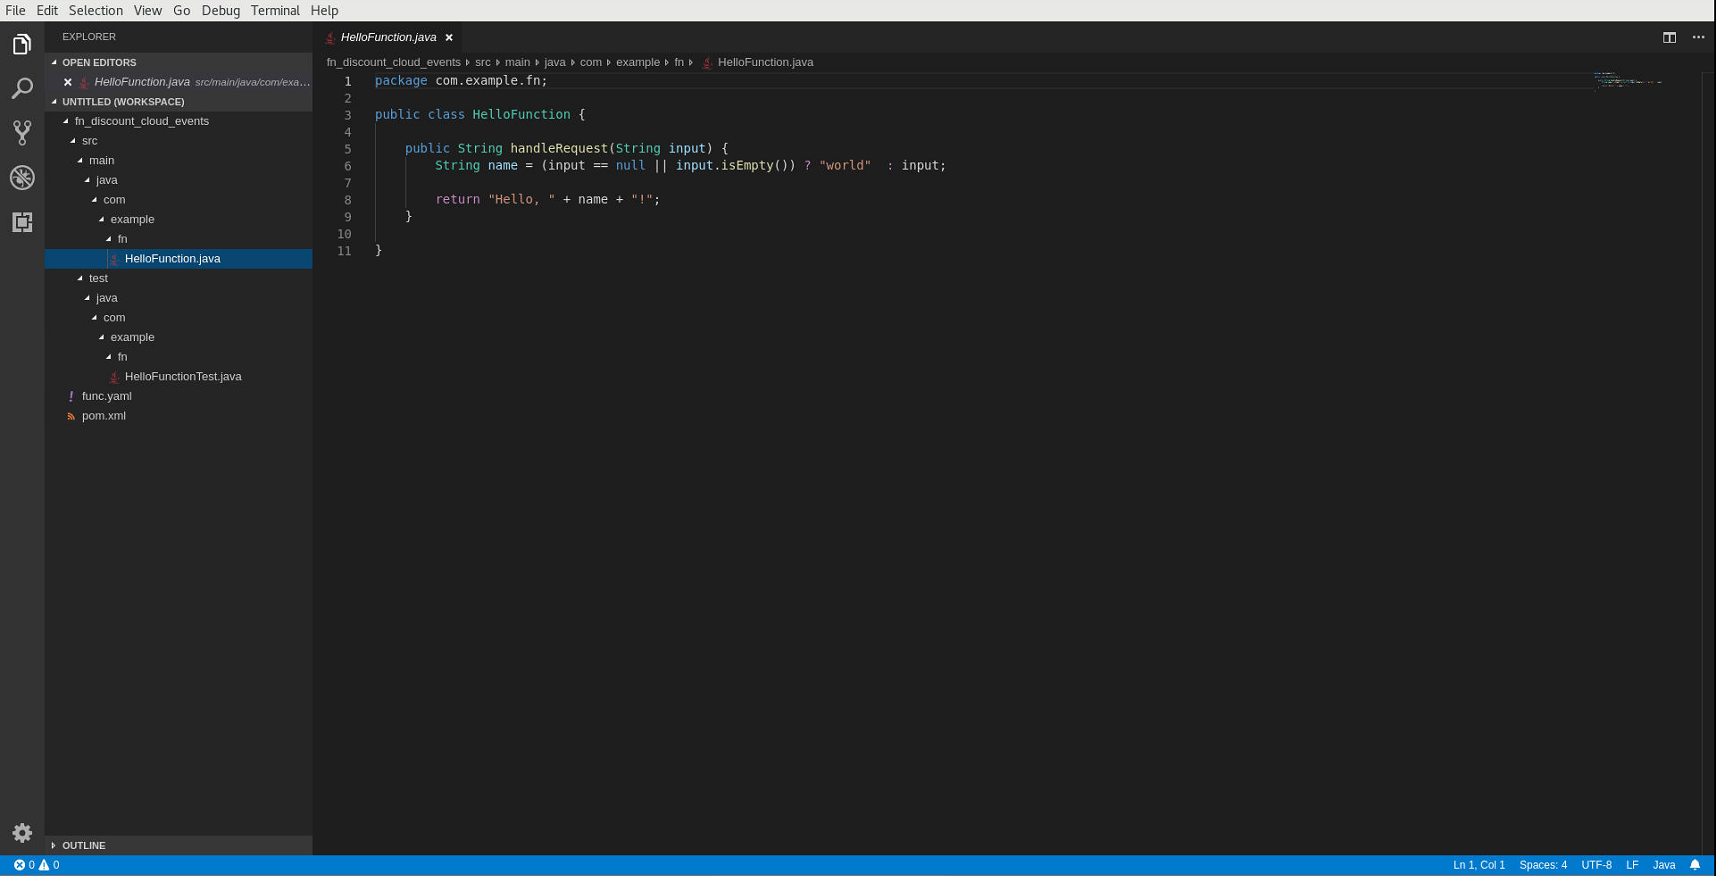 File Edit Selection View Go Debug Terminal Help
EXPLORER
OPEN EDITORS
HelloFunction.java src/main/java/com/exa...
UNTITLED (WORKSPACE)
fn_discount_cloud_events
src
main
java
com
example
fn
HelloFunction.java
test
java
com
example
fn
HelloFunctionTest.java
! func.yaml
pom.xml
OUTLINE
HelloFunction.java
fn_discount_cloud_events src main java com example fn HelloFunction.java
1 package com.example.fn;
2
3 public class HelloFunction {
4
5 public String handleRequest(String input) {
6 String name = (input == null || input.isEmpty()) ? "world"  : input;
7
8 return "Hello, " + name + "!";
9 }
10
11 }
0 0
Ln 1, Col 1 Spaces: 4 UTF-8 LF Java